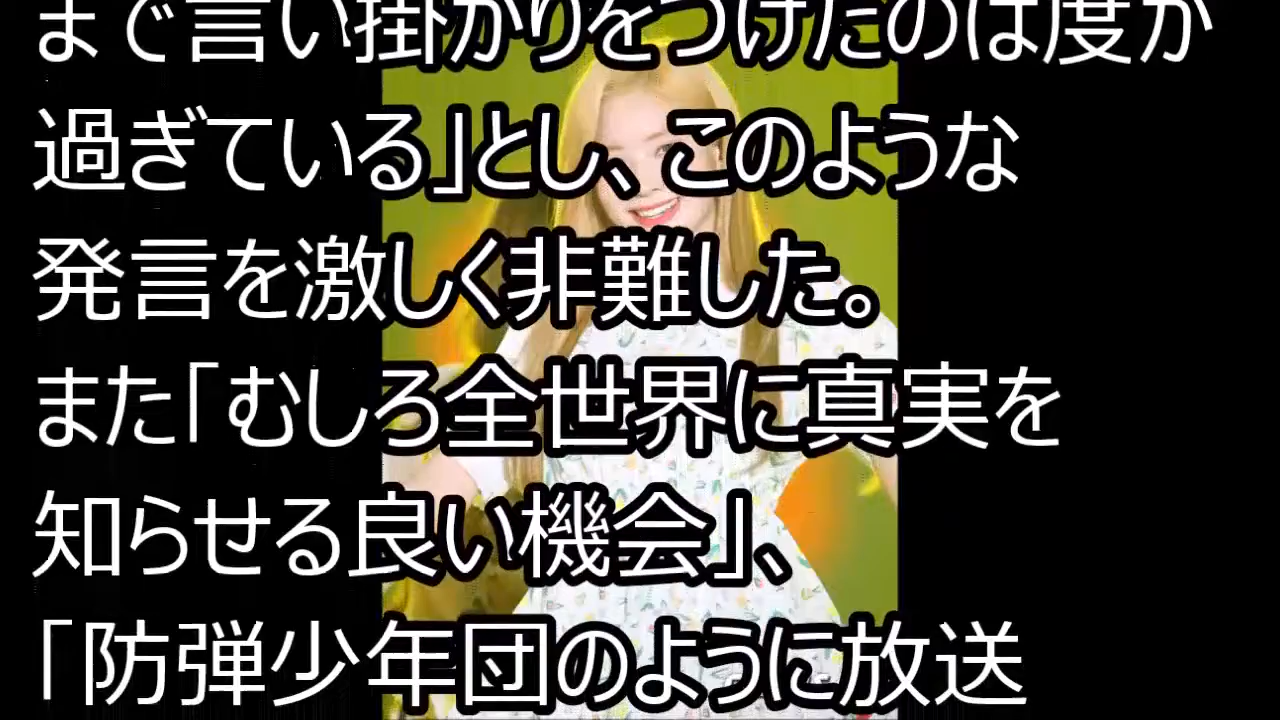 まで言い掛かりをつけたのは度が
過ぎている」とし、このような
発言を激しく非難した。
また「むしろ全世界に真実を
知らせる良い機会」、
「防弾少年団のように放送